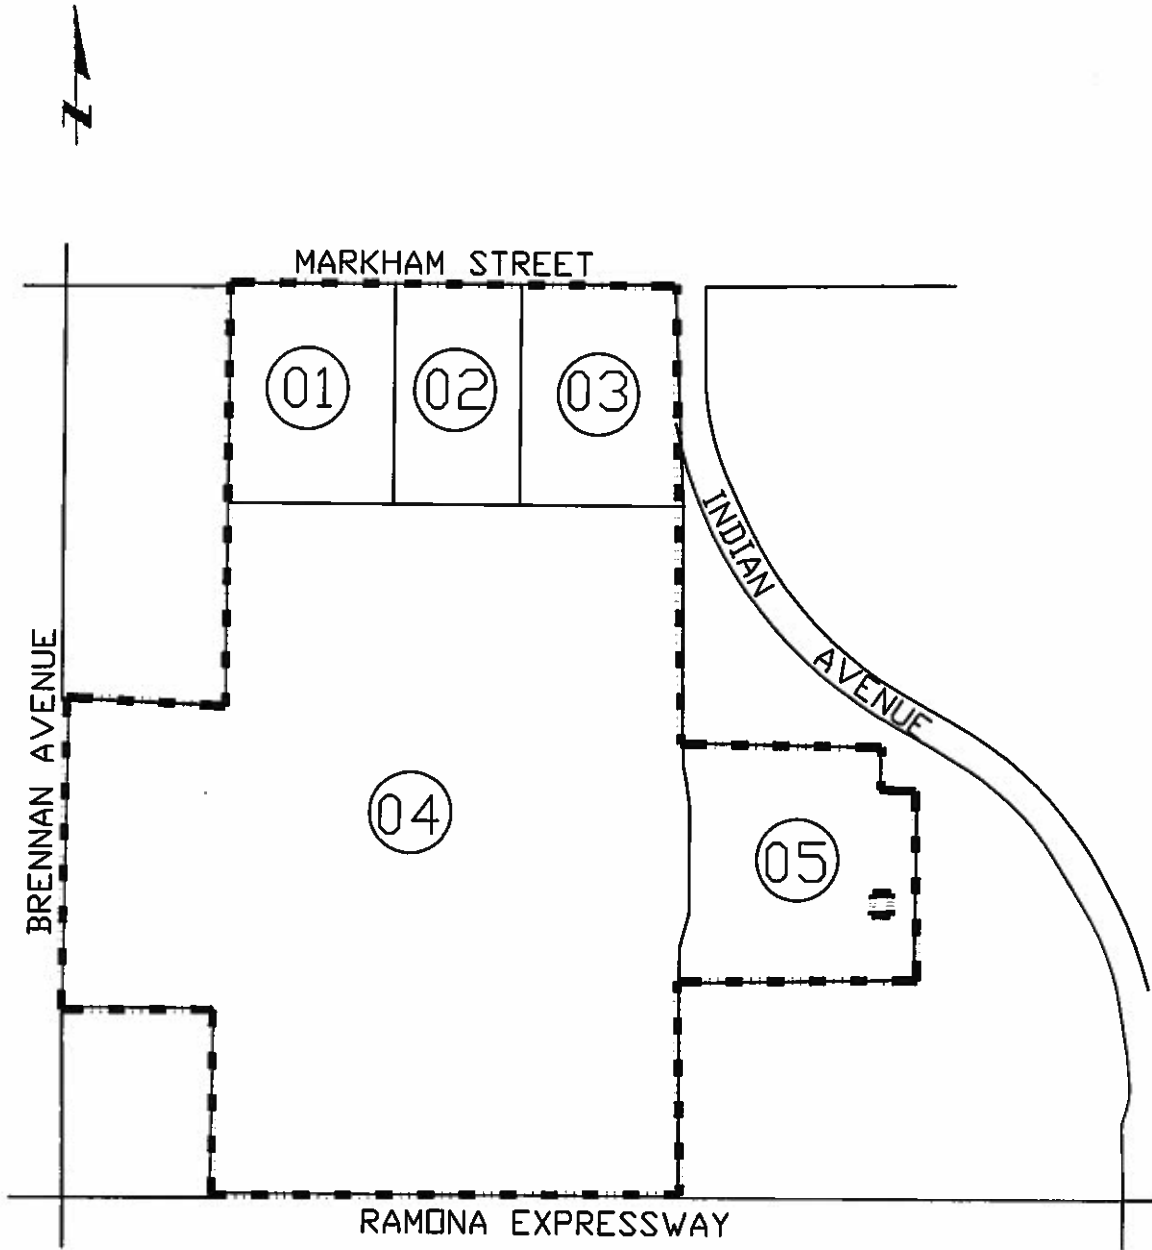 N
MARKHAM STREET
01
02
03
INDIAN AVENUE
BRENNAN AVENUE
04
05
RAMONA EXPRESSWAY